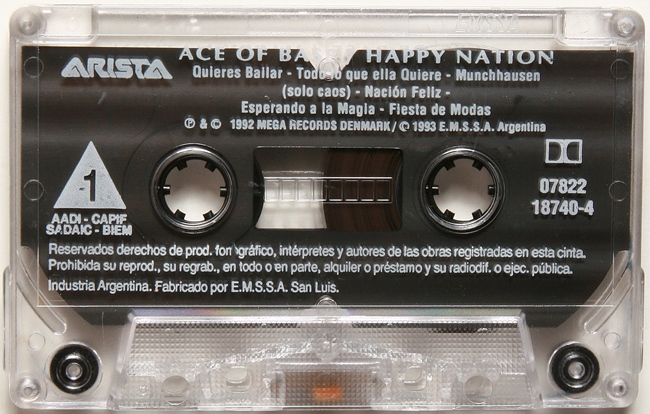 ACE OF HAPPY NATION
ARISTA
Quieres Bailar - que ella Quiere - Munchhausen
(solo caos) - Nación Feliz -
Esperando a la Magia - Fiesta de Modas
℗ & © 1992 MEGA RECORDS DENMARK/ © 1993 E.M.S.S.A. Argentina
1
AADI - CAPIF
SADAIC - BIEM
07822
18740-4
Reservados derechos de prod. fonográfico, intérpretes y autores de las obras registradas en esta cinta.
Prohibida su reprod., su regrab., en todo o en parte, alquiler o préstamo y su radiodif. o ejec. pública.
Industria Argentina. Fabricado por E.M.S.S.A. San Luis.